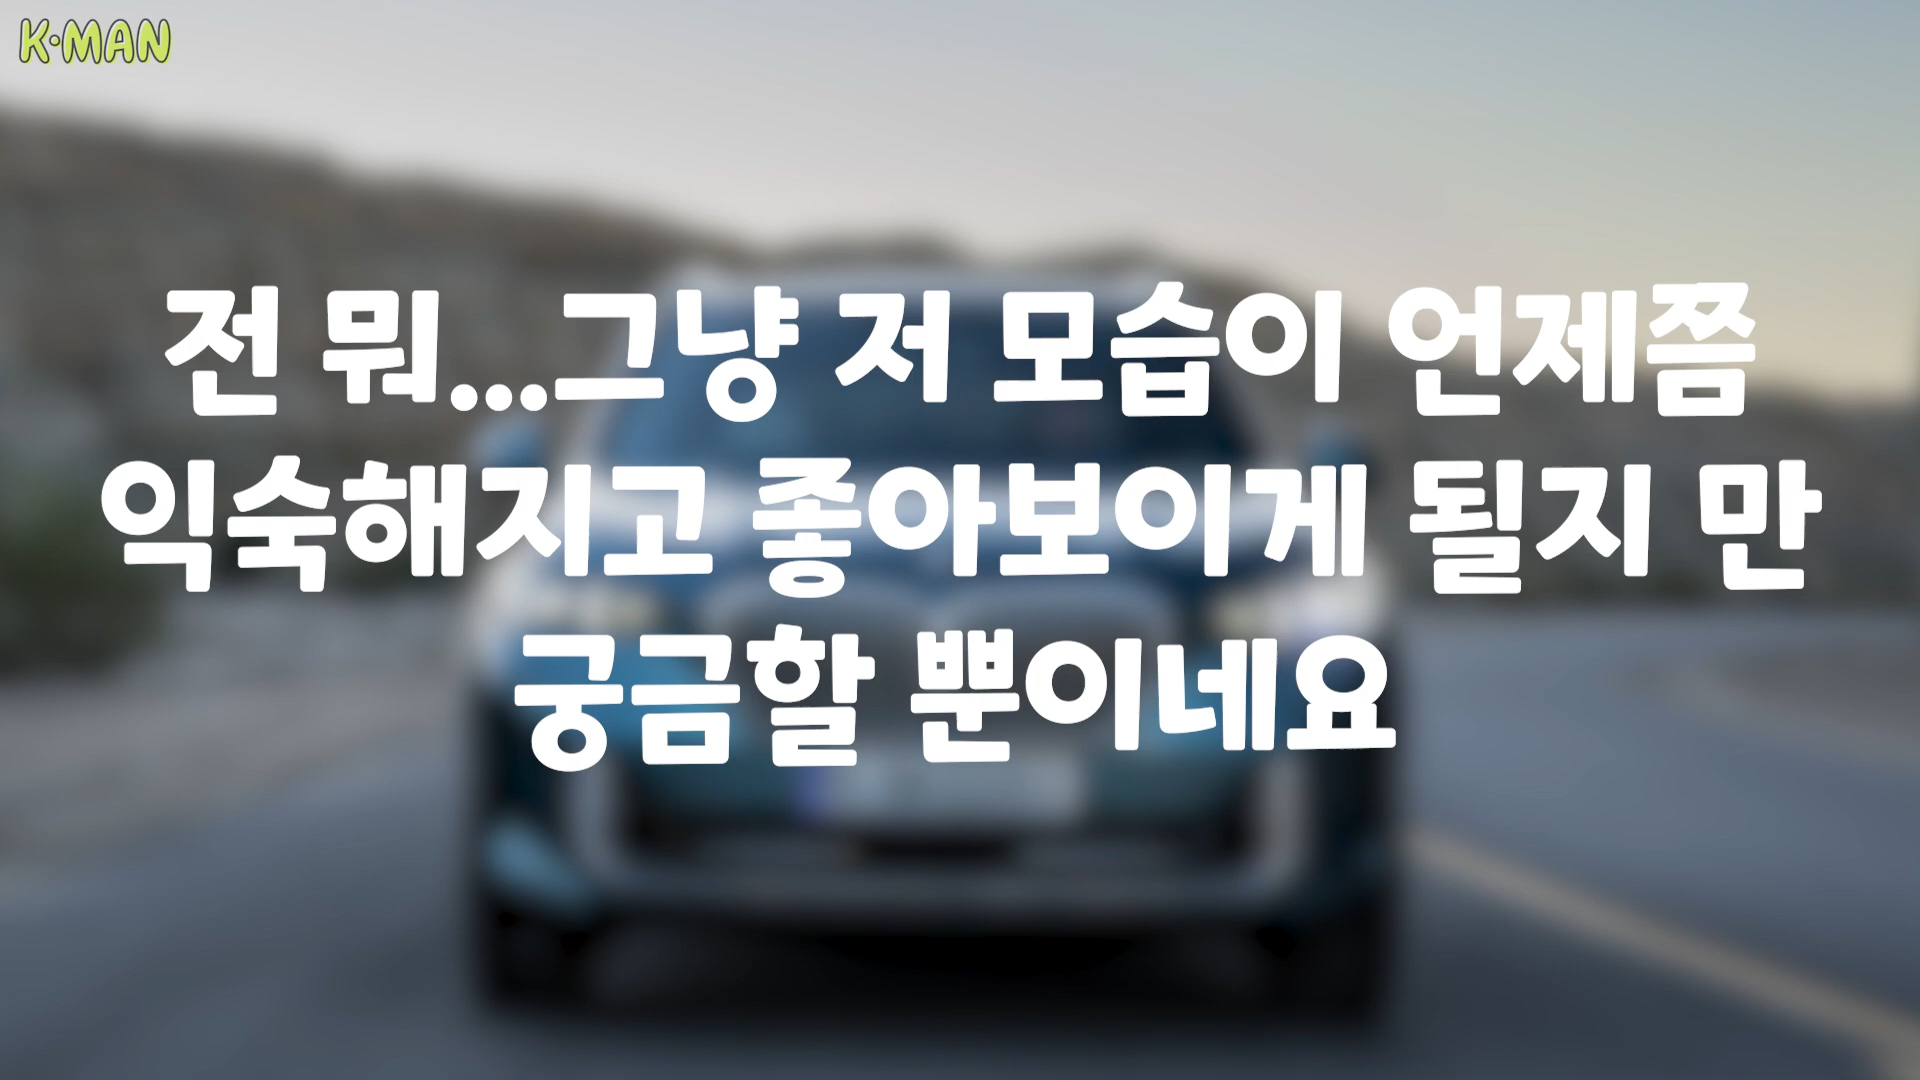 K·MAN
전 뭐...그냥 저 모습이 언제쯤
익숙해지고 좋아보이게 될지 만
궁금할 뿐이네요